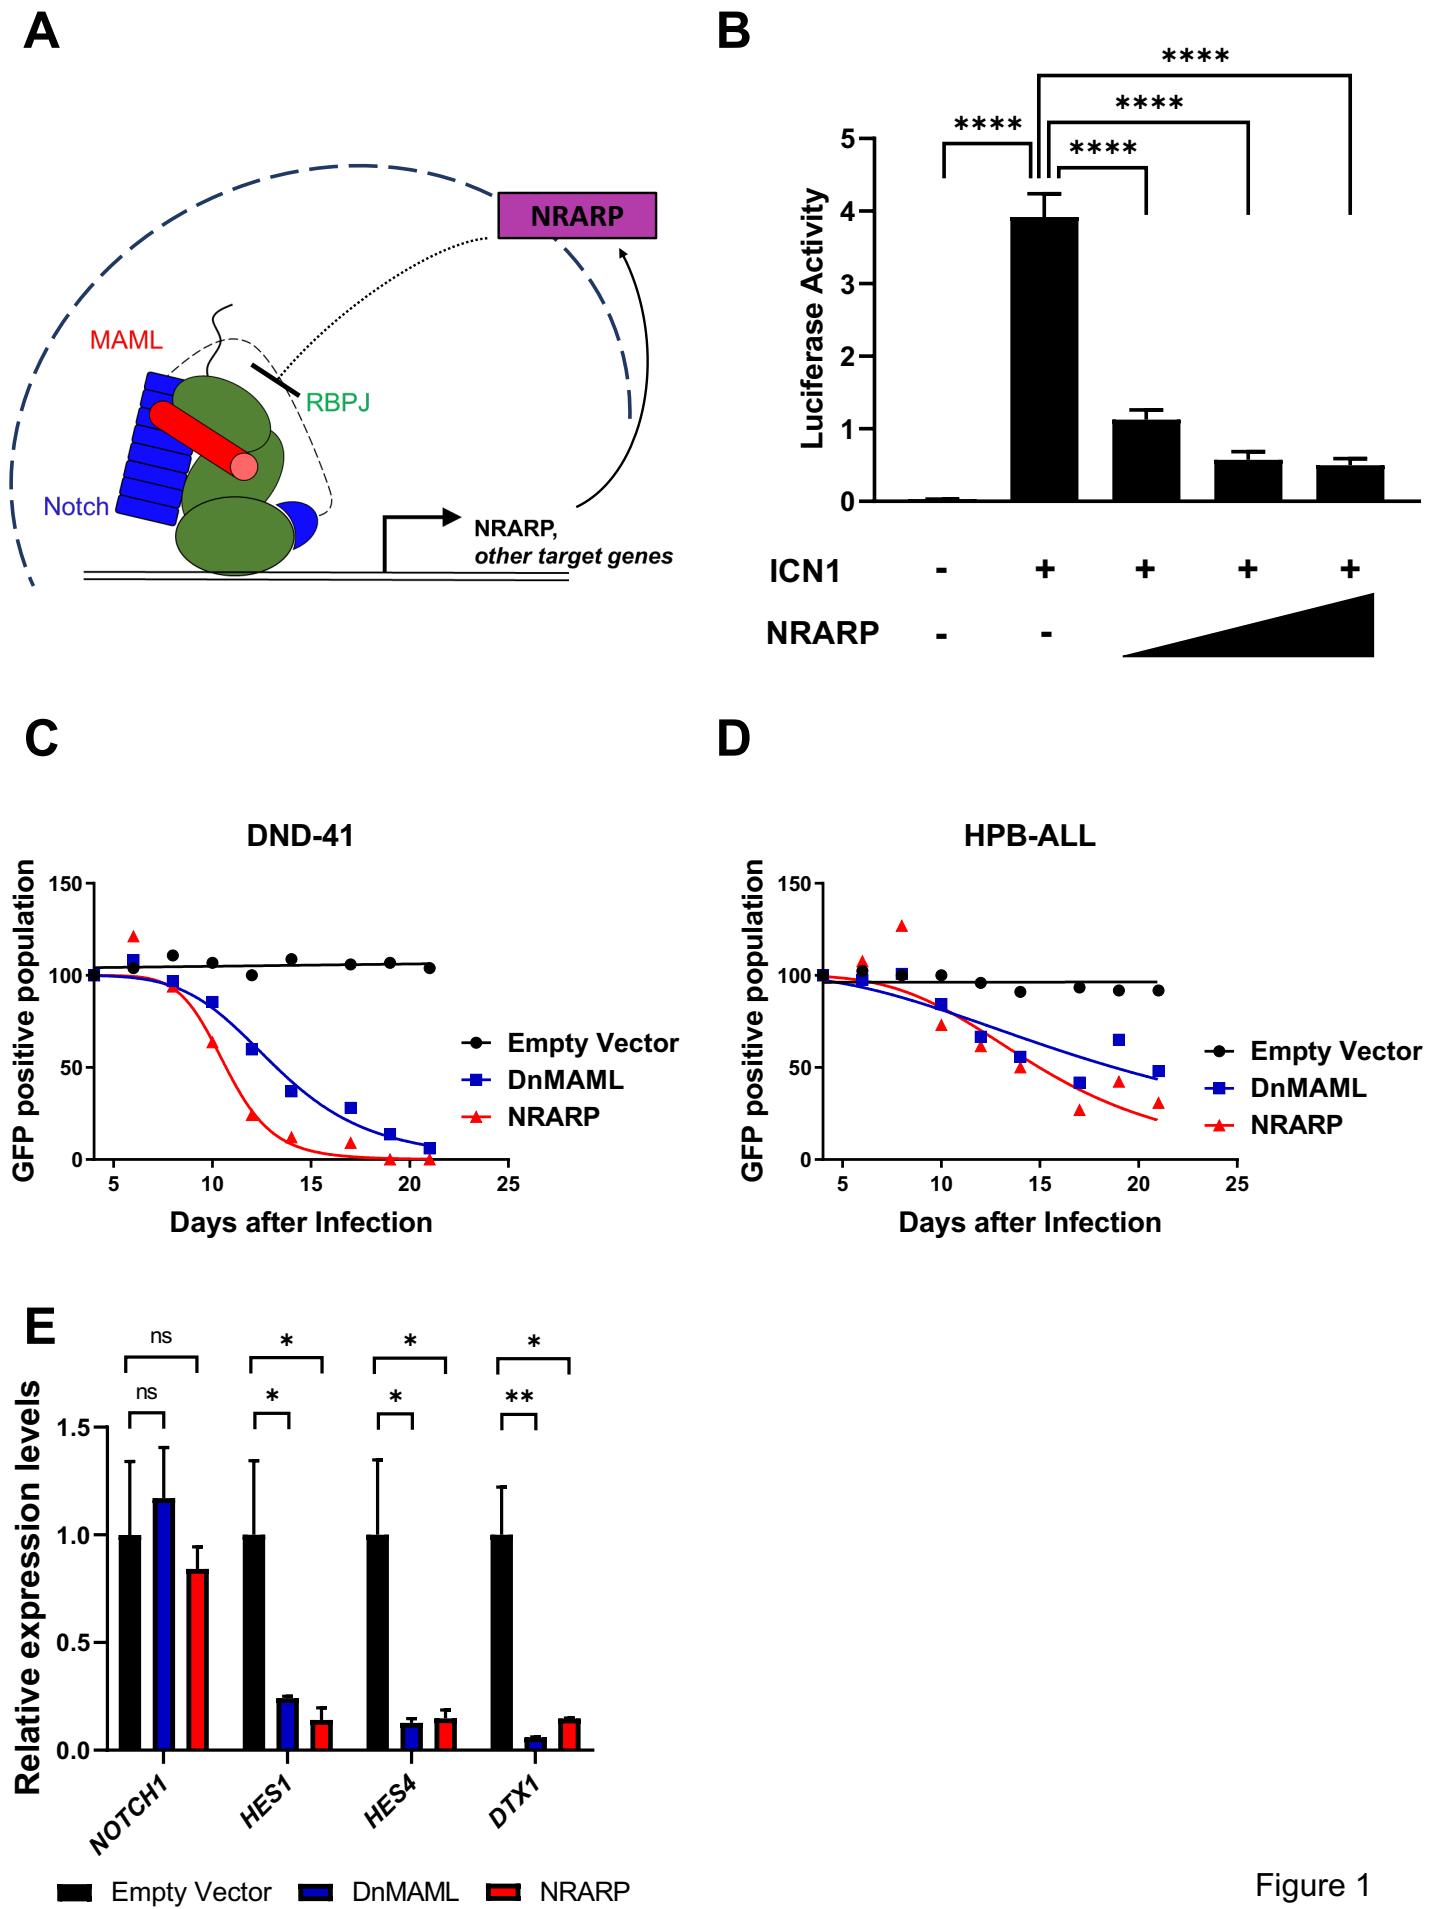 A
NRARP
MAML
RBPJ
Notch
NRARP,
other target genes
B
****
****
****
****
Luciferase Activity
5
4
3
2
1
0
ICN1 - + + + +
NRARP - -
C
DND-41
GFP positive population
150
100
50
0
5 10 15 20 25
Days after Infection
Empty Vector
DnMAML
NRARP
D
HPB-ALL
GFP positive population
150
100
50
0
5 10 15 20 25
Days after Infection
Empty Vector
DnMAML
NRARP
E
ns * * *
ns * * **
Relative expression levels
1.5
1.0
0.5
0.0
NOTCH1 HES1 HES4 DTX1
Empty Vector DnMAML NRARP
Figure 1